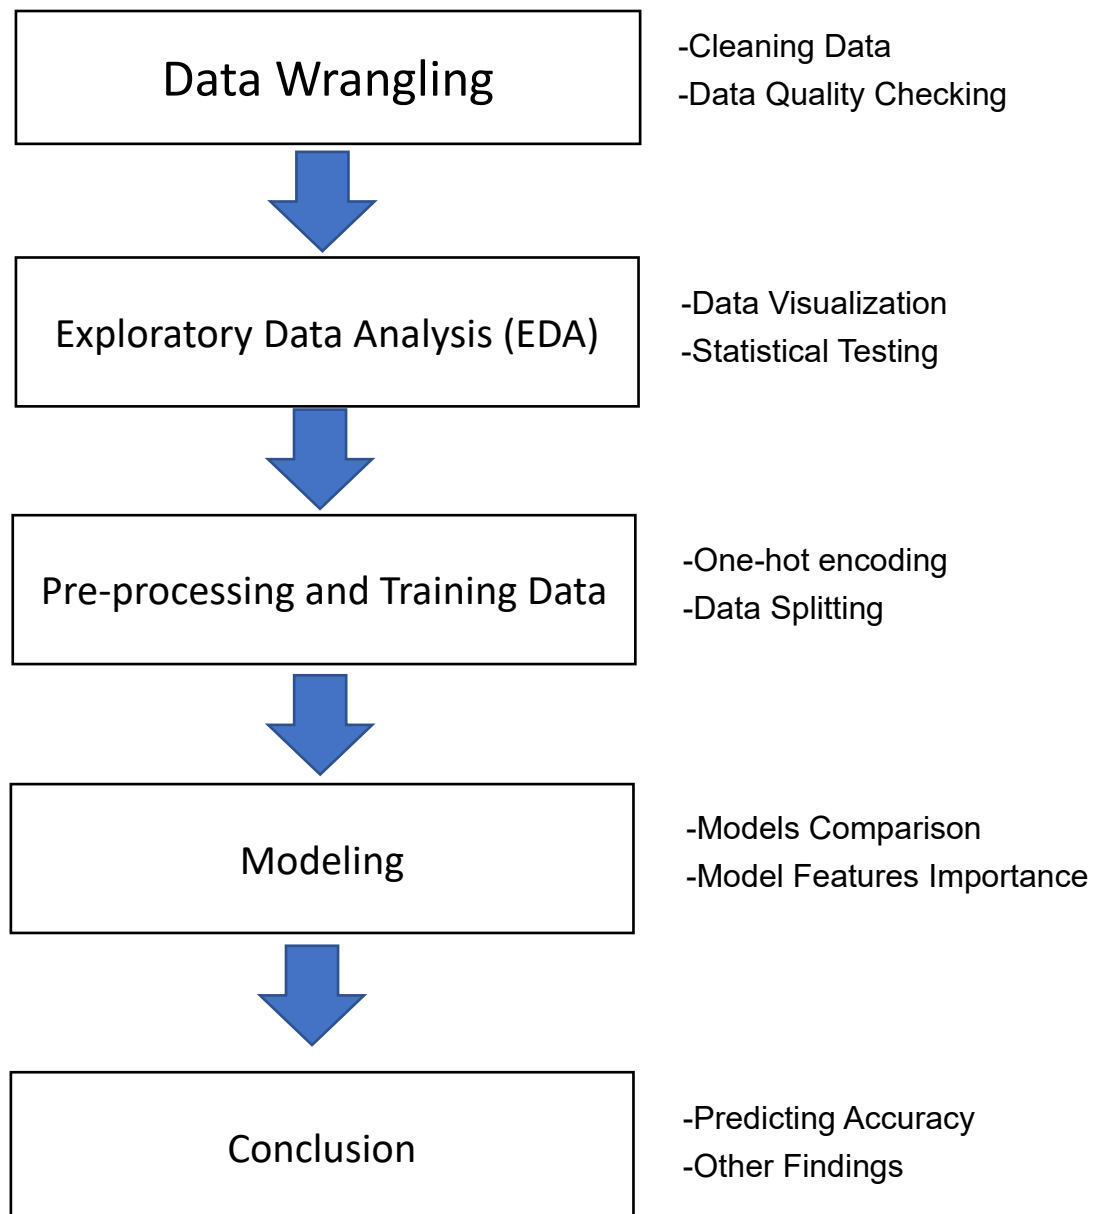 Data Wrangling
-Cleaning Data
-Data Quality Checking
Exploratory Data Analysis (EDA)
-Data Visualization
-Statistical Testing
Pre-processing and Training Data
-One-hot encoding
-Data Splitting
Modeling
-Models Comparison
-Model Features Importance
Conclusion
-Predicting Accuracy
-Other Findings